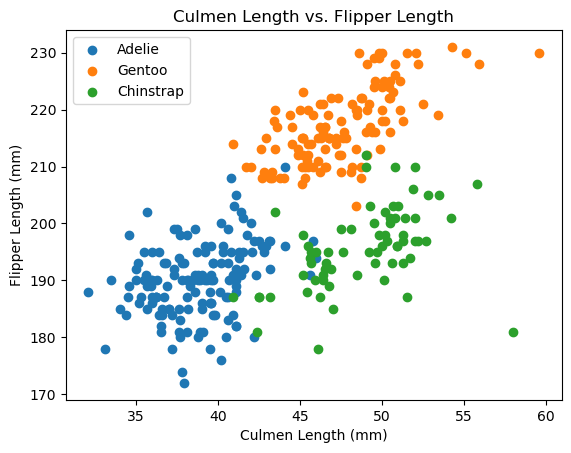 Culmen Length vs. Flipper Length
Adelie
Gentoo
Chinstrap
Flipper Length (mm)
230
220
210
200
190
180
170
35 40 45 50 55 60
Culmen Length (mm)